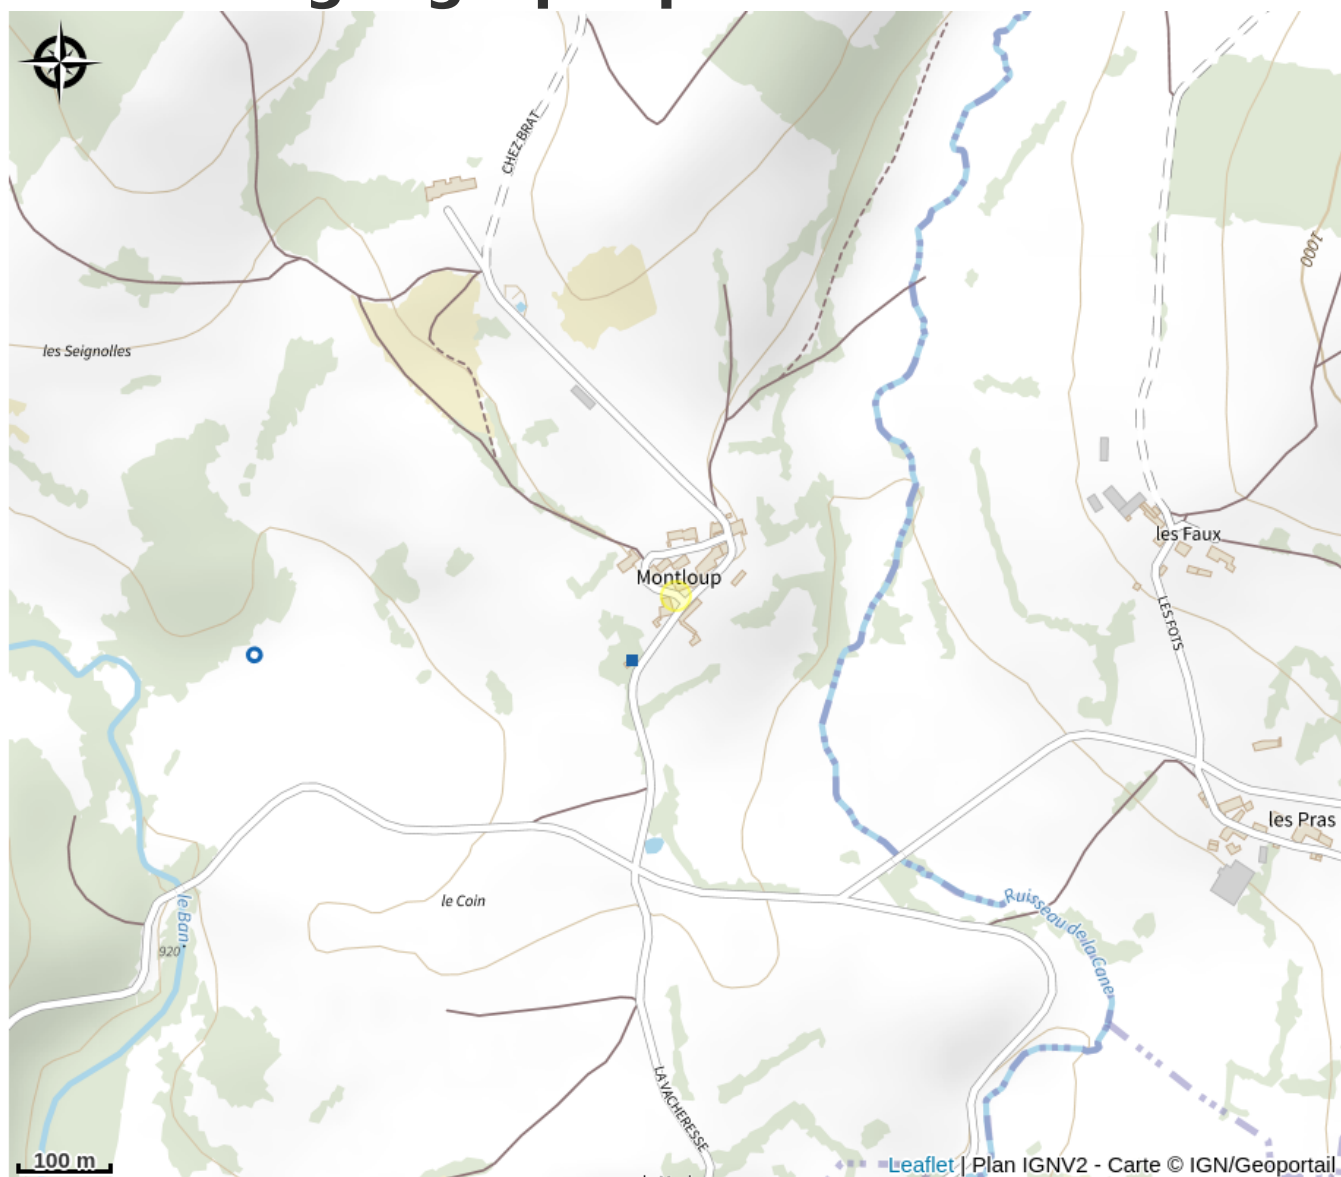 CHEZ BRAT
1000
les Seignolles
les Faux
Montloup
LES FOTS
les Pras
Ruisseau de la Cane
le Coin
le Ban.
920
LA VACHERESSE
100 m
Leaflet | Plan IGNV2 - Carte © IGN/Geoportail